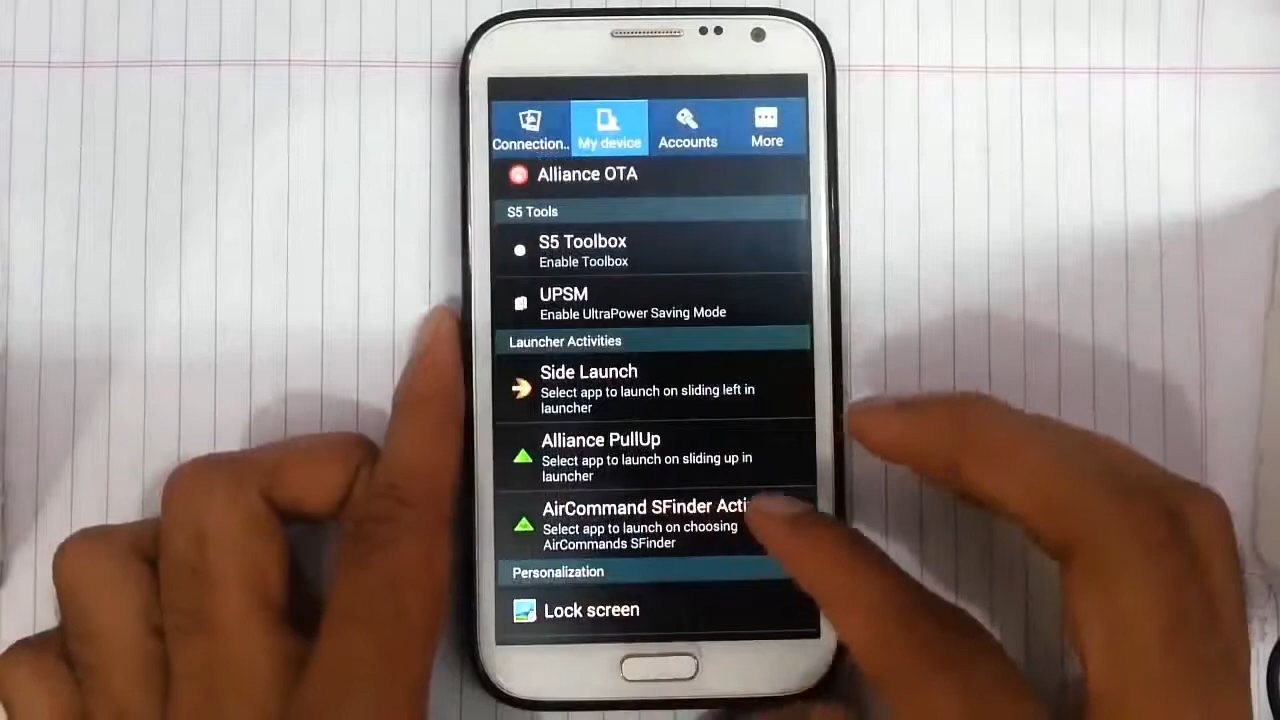 Connection..
My device
Accounts
More
Alliance OTA
S5 Tools
S5 Toolbox
Enable Toolbox
UPSM
Enable UltraPower Saving Mode
Launcher Activities
Side Launch
Select app to launch on sliding left in
launcher
Alliance PullUp
Select app to launch on sliding up in
launcher
AirCommand SFinder Acti
Select app to launch on choosing
AirCommands SFinder
Personalization
Lock screen